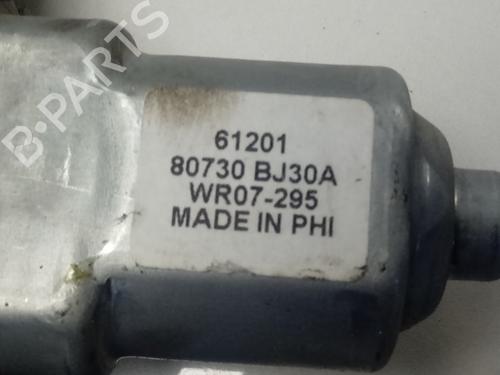 B-PARTS
61201
80730 BJ30A
WR07-295
MADE IN PHI